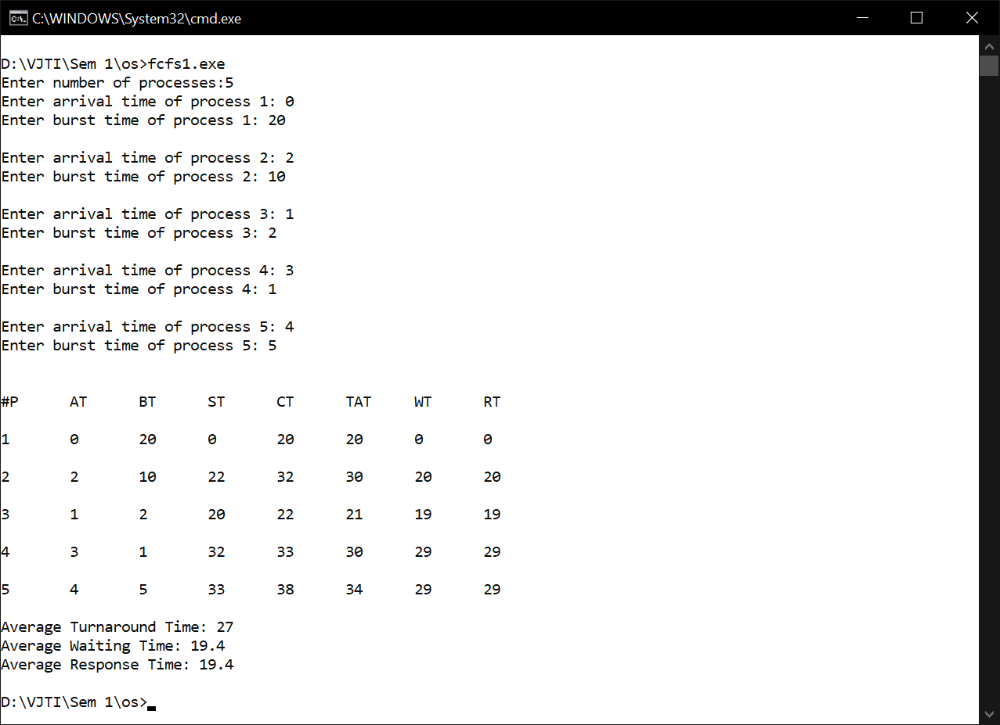 C:\WINDOWS\System32\cmd.exe
D:\VJTI\Sem 1\os>fcfs1.exe
Enter number of processes:5
Enter arrival time of process 1: 0
Enter burst time of process 1: 20
Enter arrival time of process 2: 2
Enter burst time of process 2: 10
Enter arrival time of process 3: 1
Enter burst time of process 3: 2
Enter arrival time of process 4: 3
Enter burst time of process 4: 1
Enter arrival time of process 5: 4
Enter burst time of process 5: 5
#P AT BT ST CT TAT WT RT
1 0 20 0 20 20 0 0
2 2 10 22 32 30 20 20
3 1 2 20 22 21 19 19
4 3 1 32 33 30 29 29
5 4 5 33 38 34 29 29
Average Turnaround Time: 27
Average Waiting Time: 19.4
Average Response Time: 19.4
D:\VJTI\Sem 1\os>